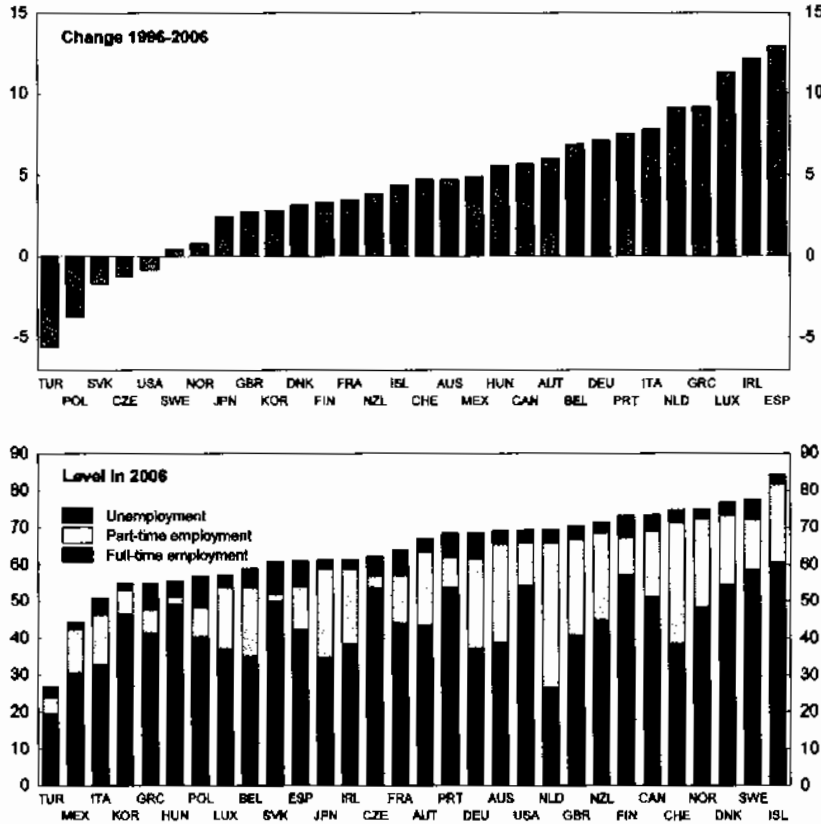 15 15
Change 1996-2006
10 10
5 5
0 0
-5 -5
TUR SVK USA NOR GBR DNK FRA ISL AUS HUN AUT DEU ITA GRC IRL
POL CZE SWE JPN KOR FIN NZL CHE MEX CAN BEL PRT NLD LUX ESP
90 90
Level in 2006
80 80
Unemployment
70 70
Part-time employment
Full-time employment
60 60
50 50
40 40
30 30
20 20
10 10
0 0
TUR ITA GRC POL BEL ESP IRL FRA PRT AUS NLD NZL CAN NOR SWE
MEX KOR HUN LUX SVK JPN CZE AUT DEU USA GBR FIN CHE DNK ISL